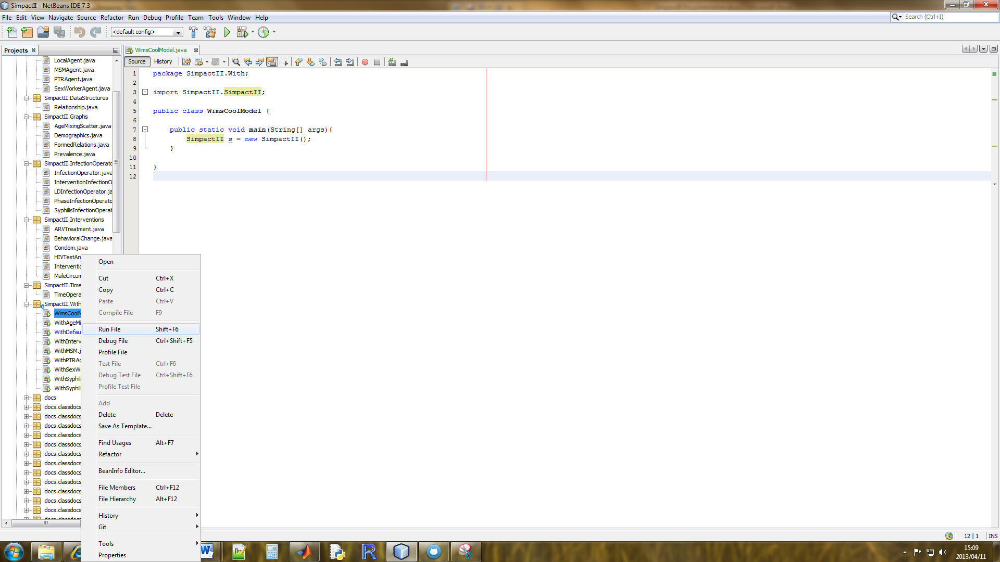 SimpactII - NetBeans IDE 7.3
File Edit View Navigate Source Refactor Run Debug Profile Team Tools Window Help
Search (Ctrl+I)
<default config>
Projects
LocalAgent.java
MSMAgent.java
PTRAgent.java
SexWorkerAgent.java
SimpactII.DataStructures
Relationship.java
SimpactII.Graphs
AgeMixingScatter.java
Demographics.java
FormedRelations.java
Prevalence.java
SimpactII.InfectionOperato
InfectionOperator.java
InterventionInfectionO
LDInfectionOperator.ja
PhaseInfectionOperato
SyphilisInfectionOperat
SimpactII.Interventions
ARVTreatment.java
BehavioralChange.java
Condom.java
HIVTestAn
Interventio
MaleCircum
SimpactII.Time
TimeOpera
SimpactII.With
WimsCoolM
WithAgeMi
WithDefau
WithInterv
WithMSM.j
WithPTRAg
WithSexW
WithSyphil
WithSyphil
docs
docs.classdocs
docs.classdocs
docs.classdocs
docs.classdocs
docs.classdocs
docs.classdocs
docs.classdocs
docs.classdocs
docs.classdocs
docs.classdocs
docs.classdocs
docs.classdocs
WimsCoolModel.java
Source History
1 package SimpactII.With;
2
3 import SimpactII.SimpactII;
4
5 public class WimsCoolModel {
6
7 public static void main(String[] args){
8 SimpactII s = new SimpactII();
9 }
10
11 }
12
Open
Cut Ctrl+X
Copy Ctrl+C
Paste Ctrl+V
Compile File F9
Run File Shift+F6
Debug File Ctrl+Shift+F5
Profile File
Test File Ctrl+F6
Debug Test File Ctrl+Shift+F6
Profile Test File
Add
Delete Delete
Save As Template...
Find Usages Alt+F7
Refactor
BeanInfo Editor...
File Members Ctrl+F12
File Hierarchy Alt+F12
History
Git
Tools
Properties
12 | 1 INS
15:09
2013/04/11